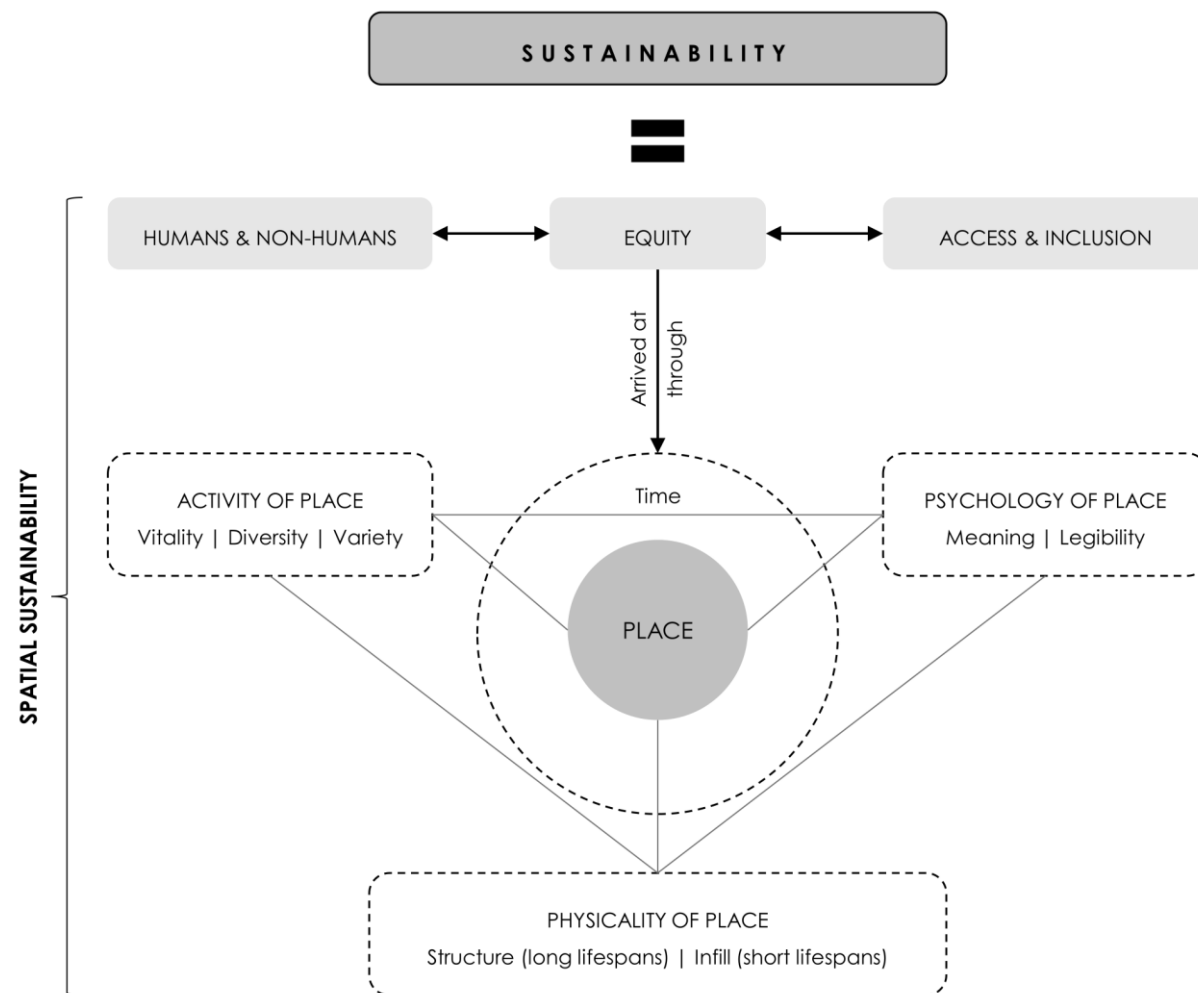 SUSTAINABILITY
HUMANS & NON-HUMANS
EQUITY
ACCESS & INCLUSION
Arrived at
through
SPATIAL SUSTAINABILITY
ACTIVITY OF PLACE
Vitality | Diversity | Variety
Time
PSYCHOLOGY OF PLACE
Meaning | Legibility
PLACE
PHYSICALITY OF PLACE
Structure (long lifespans) | Infill (short lifespans)